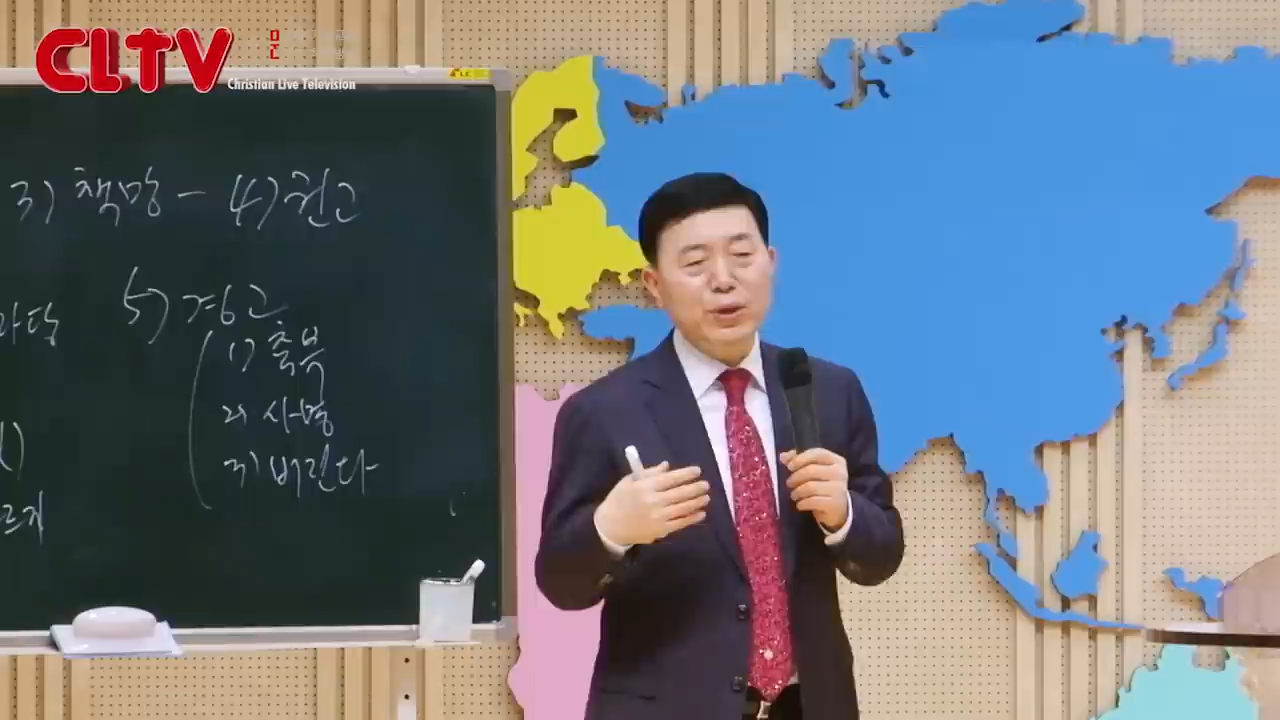 CLTV
Christian Live Television
3) 책망 - 4) 권고
5) 경고
1) 축복
2) 사명
3) 버린다